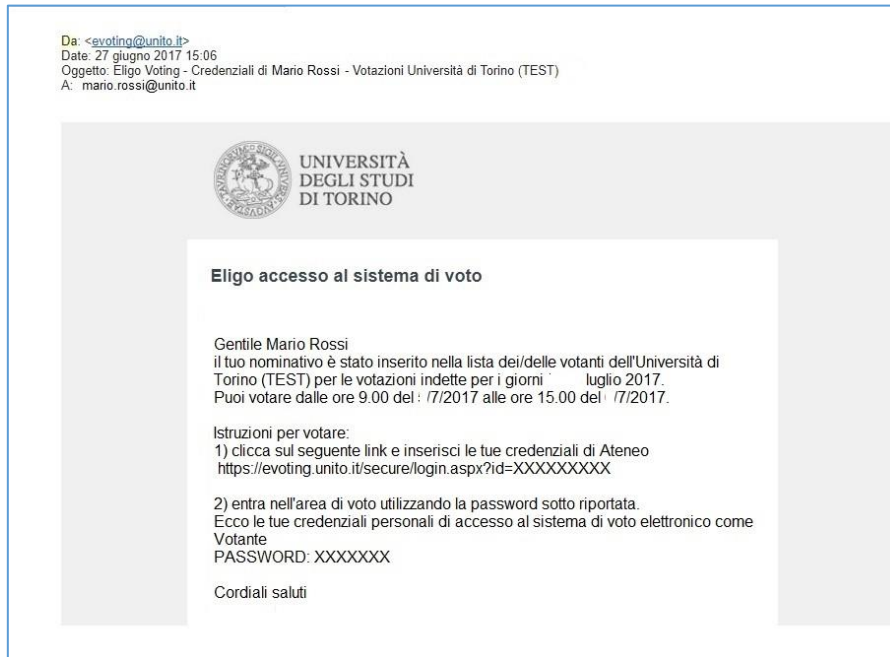 Da: <evoting@unito.it>
Date: 27 giugno 2017 15:06
Oggetto: Eligo Voting - Credenziali di Mario Rossi - Votazioni Università di Torino (TEST)
A: mario.rossi@unito.it
UNIVERSITÀ
DEGLI STUDI
DI TORINO
Eligo accesso al sistema di voto
Gentile Mario Rossi
il tuo nominativo è stato inserito nella lista dei/delle votanti dell'Università di
Torino (TEST) per le votazioni indette per i giorni luglio 2017.
Puoi votare dalle ore 9.00 del /7/2017 alle ore 15.00 del /7/2017.
Istruzioni per votare:
1) clicca sul seguente link e inserisci le tue credenziali di Ateneo
https://evoting.unito.it/secure/login.aspx?id=XXXXXXXXX
2) entra nell'area di voto utilizzando la password sotto riportata.
Ecco le tue credenziali personali di accesso al sistema di voto elettronico come
Votante
PASSWORD: XXXXXXX
Cordiali saluti